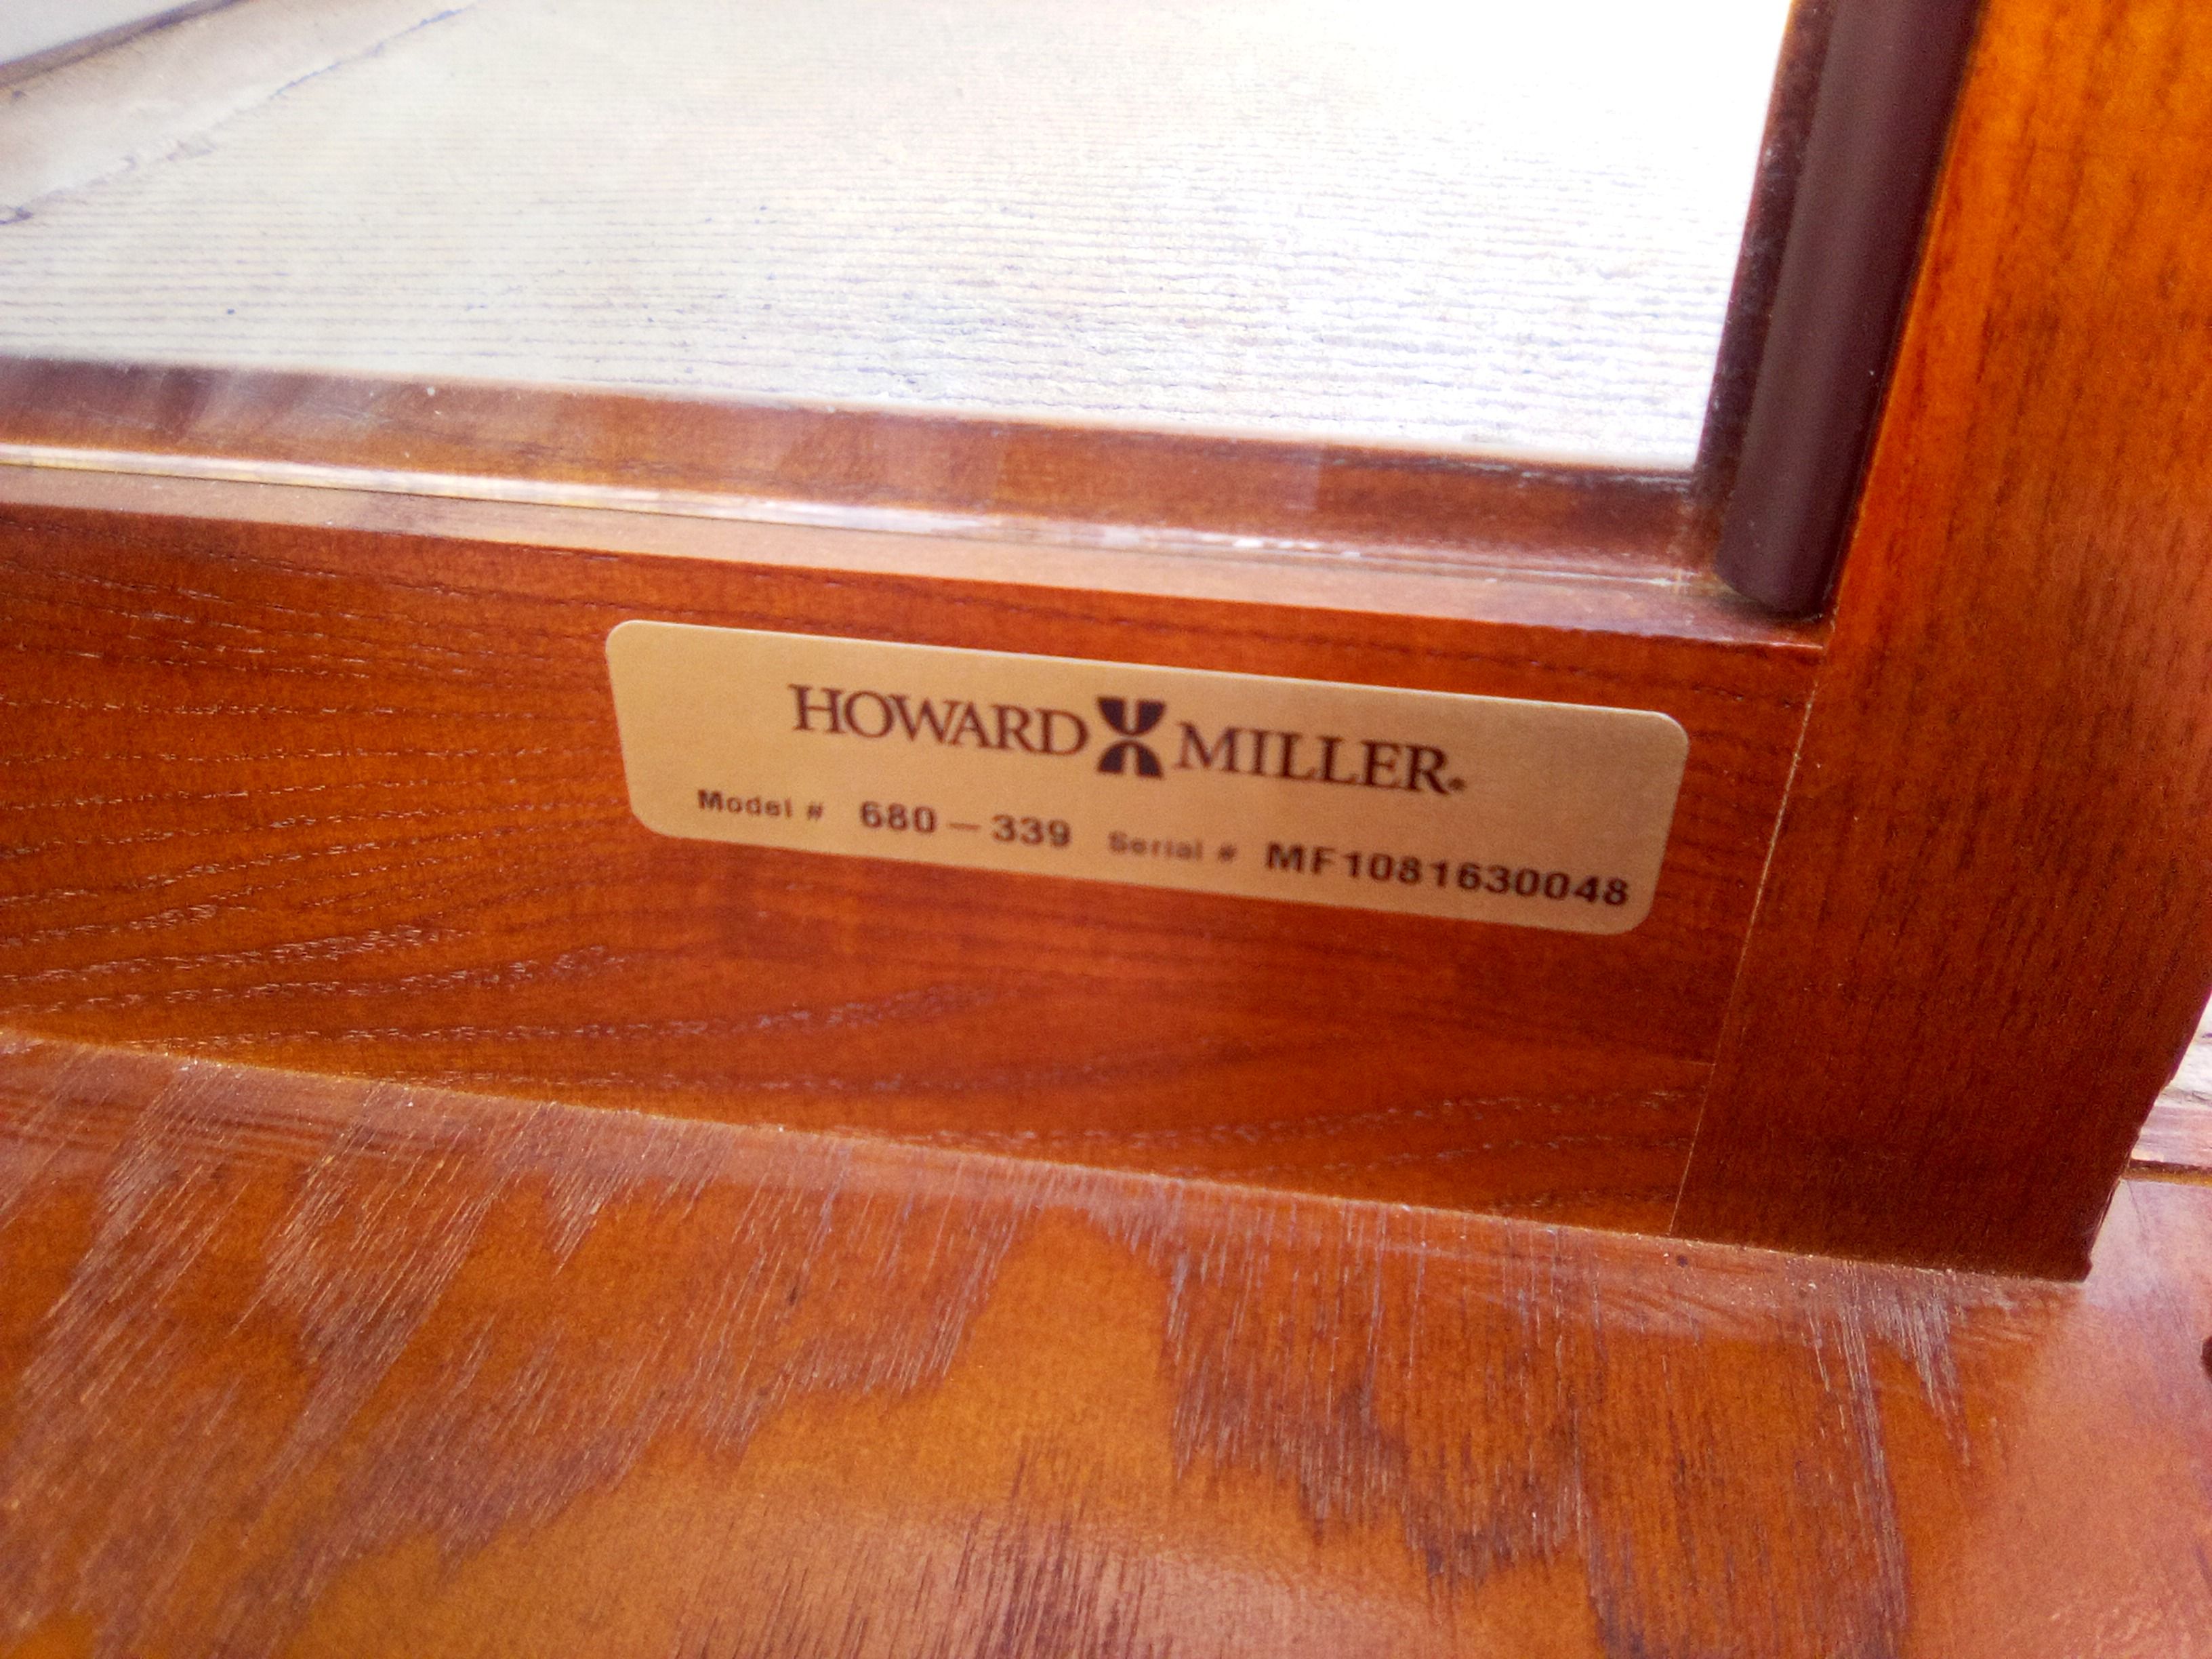 HOWARD MILLER®
Model # 680 – 339 Serial # MF1081630048